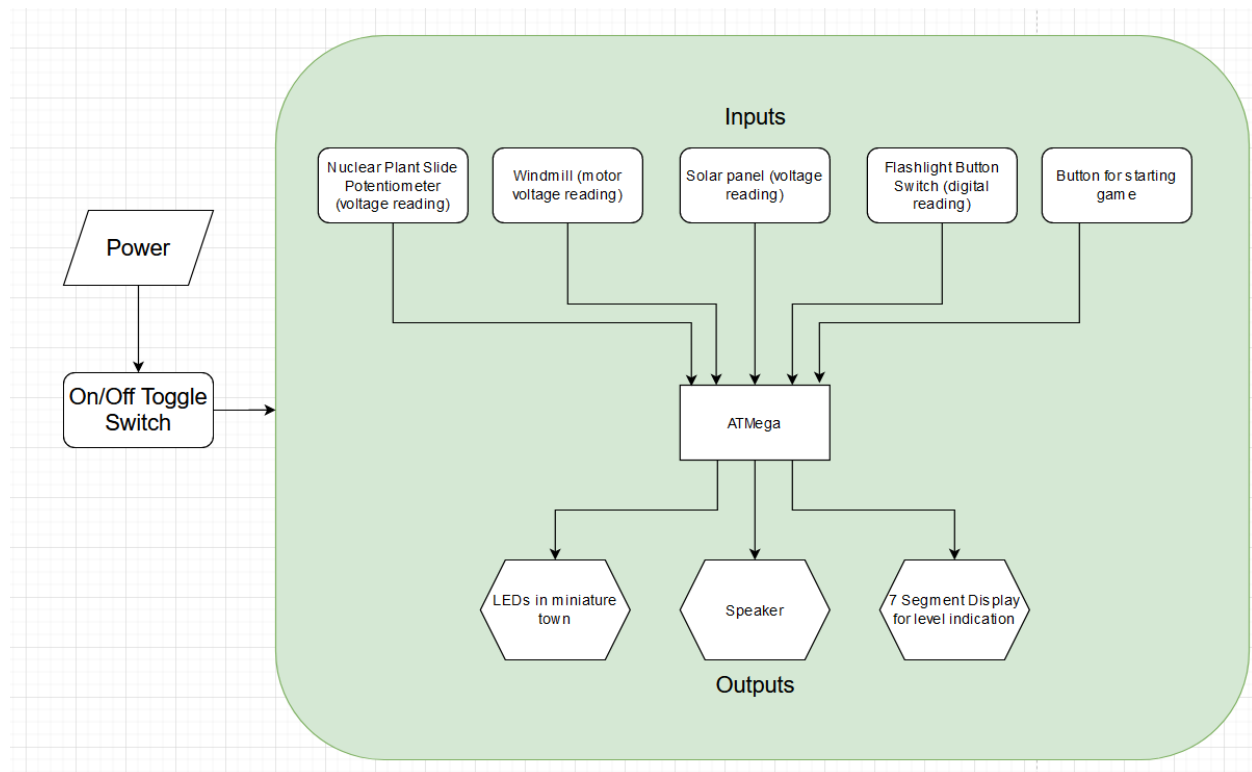 Inputs
Nuclear Plant Slide
Potentiometer
(voltage reading)
Windmill (motor
voltage reading)
Solar panel (voltage
reading)
Flashlight Button
Switch (digital
reading)
Button for starting
game
Power
On/Off Toggle
Switch
ATMega
LEDs in miniature
town
Speaker
7 Segment Display
for level indication
Outputs